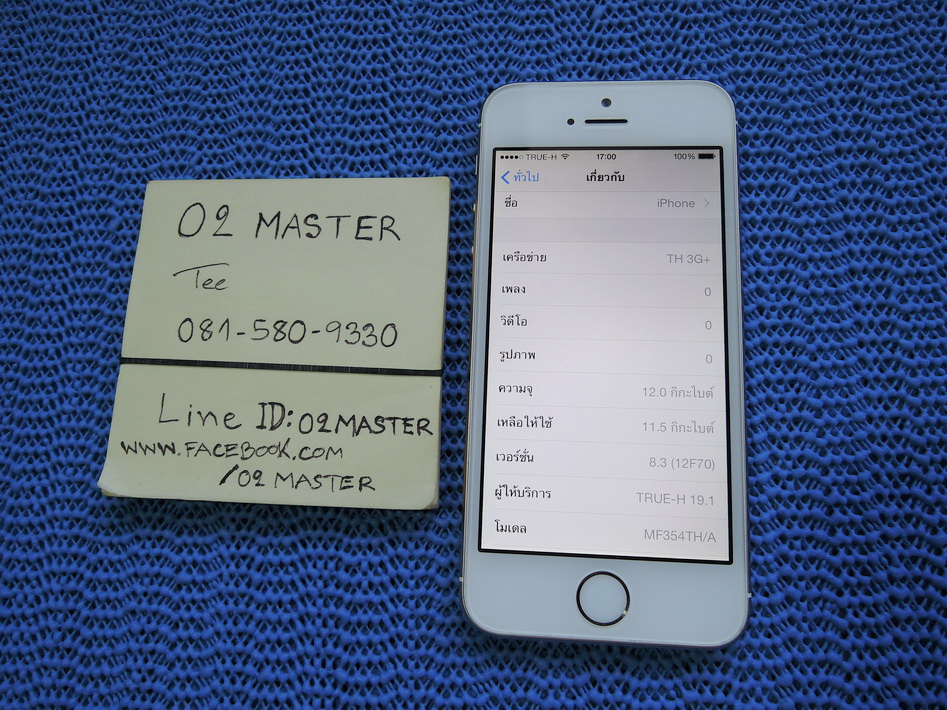 O2 MASTER
Tee
081-580-9330
Line ID: O2MASTER
WWW.FACEBOOK.COM
/O2 MASTER
TRUE-H 17:00 100%
ทั่วไป เกี่ยวกับ
ชื่อ iPhone
เครือข่าย TH 3G+
เพลง 0
วิดีโอ 0
รูปภาพ 0
ความจุ 12.0 กิกะไบต์
เหลือให้ใช้ 11.5 กิกะไบต์
เวอร์ชั่น 8.3 (12F70)
ผู้ให้บริการ TRUE-H 19.1
โมเดล MF354TH/A